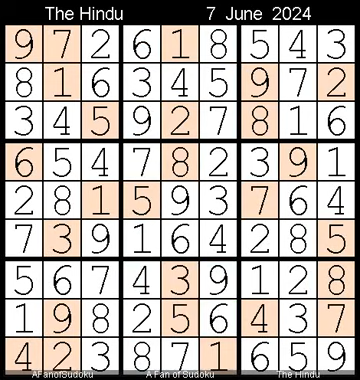 The Hindu 7 June 2024
9 7 2 6 1 8 5 4 3
8 1 6 3 4 5 9 7 2
3 4 5 9 2 7 8 1 6
6 5 4 7 8 2 3 9 1
2 8 1 5 9 3 7 6 4
7 3 9 1 6 4 2 8 5
5 6 7 4 3 9 1 2 8
1 9 8 2 5 6 4 3 7
4 2 3 8 7 1 6 5 9
AFanofSudoku A Fan of Sudoku The Hindu